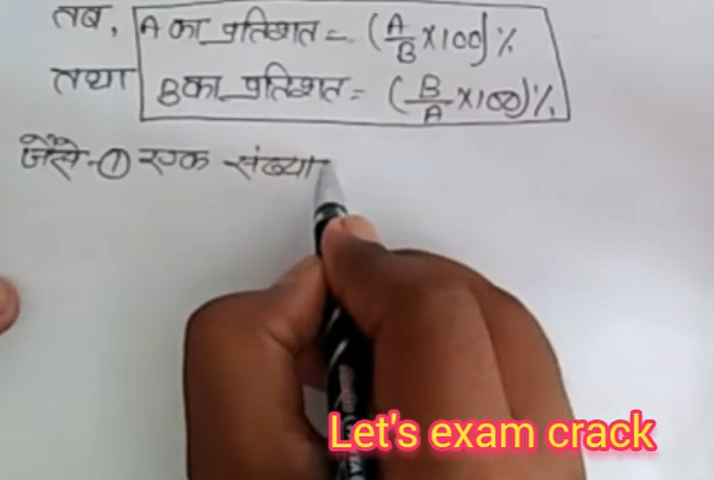 तब, A का प्रतिशत = (A/B × 100) %
तथा B का प्रतिशत = (B/A × 100) %
जैसे - ① एक संख्या
Let's exam crack